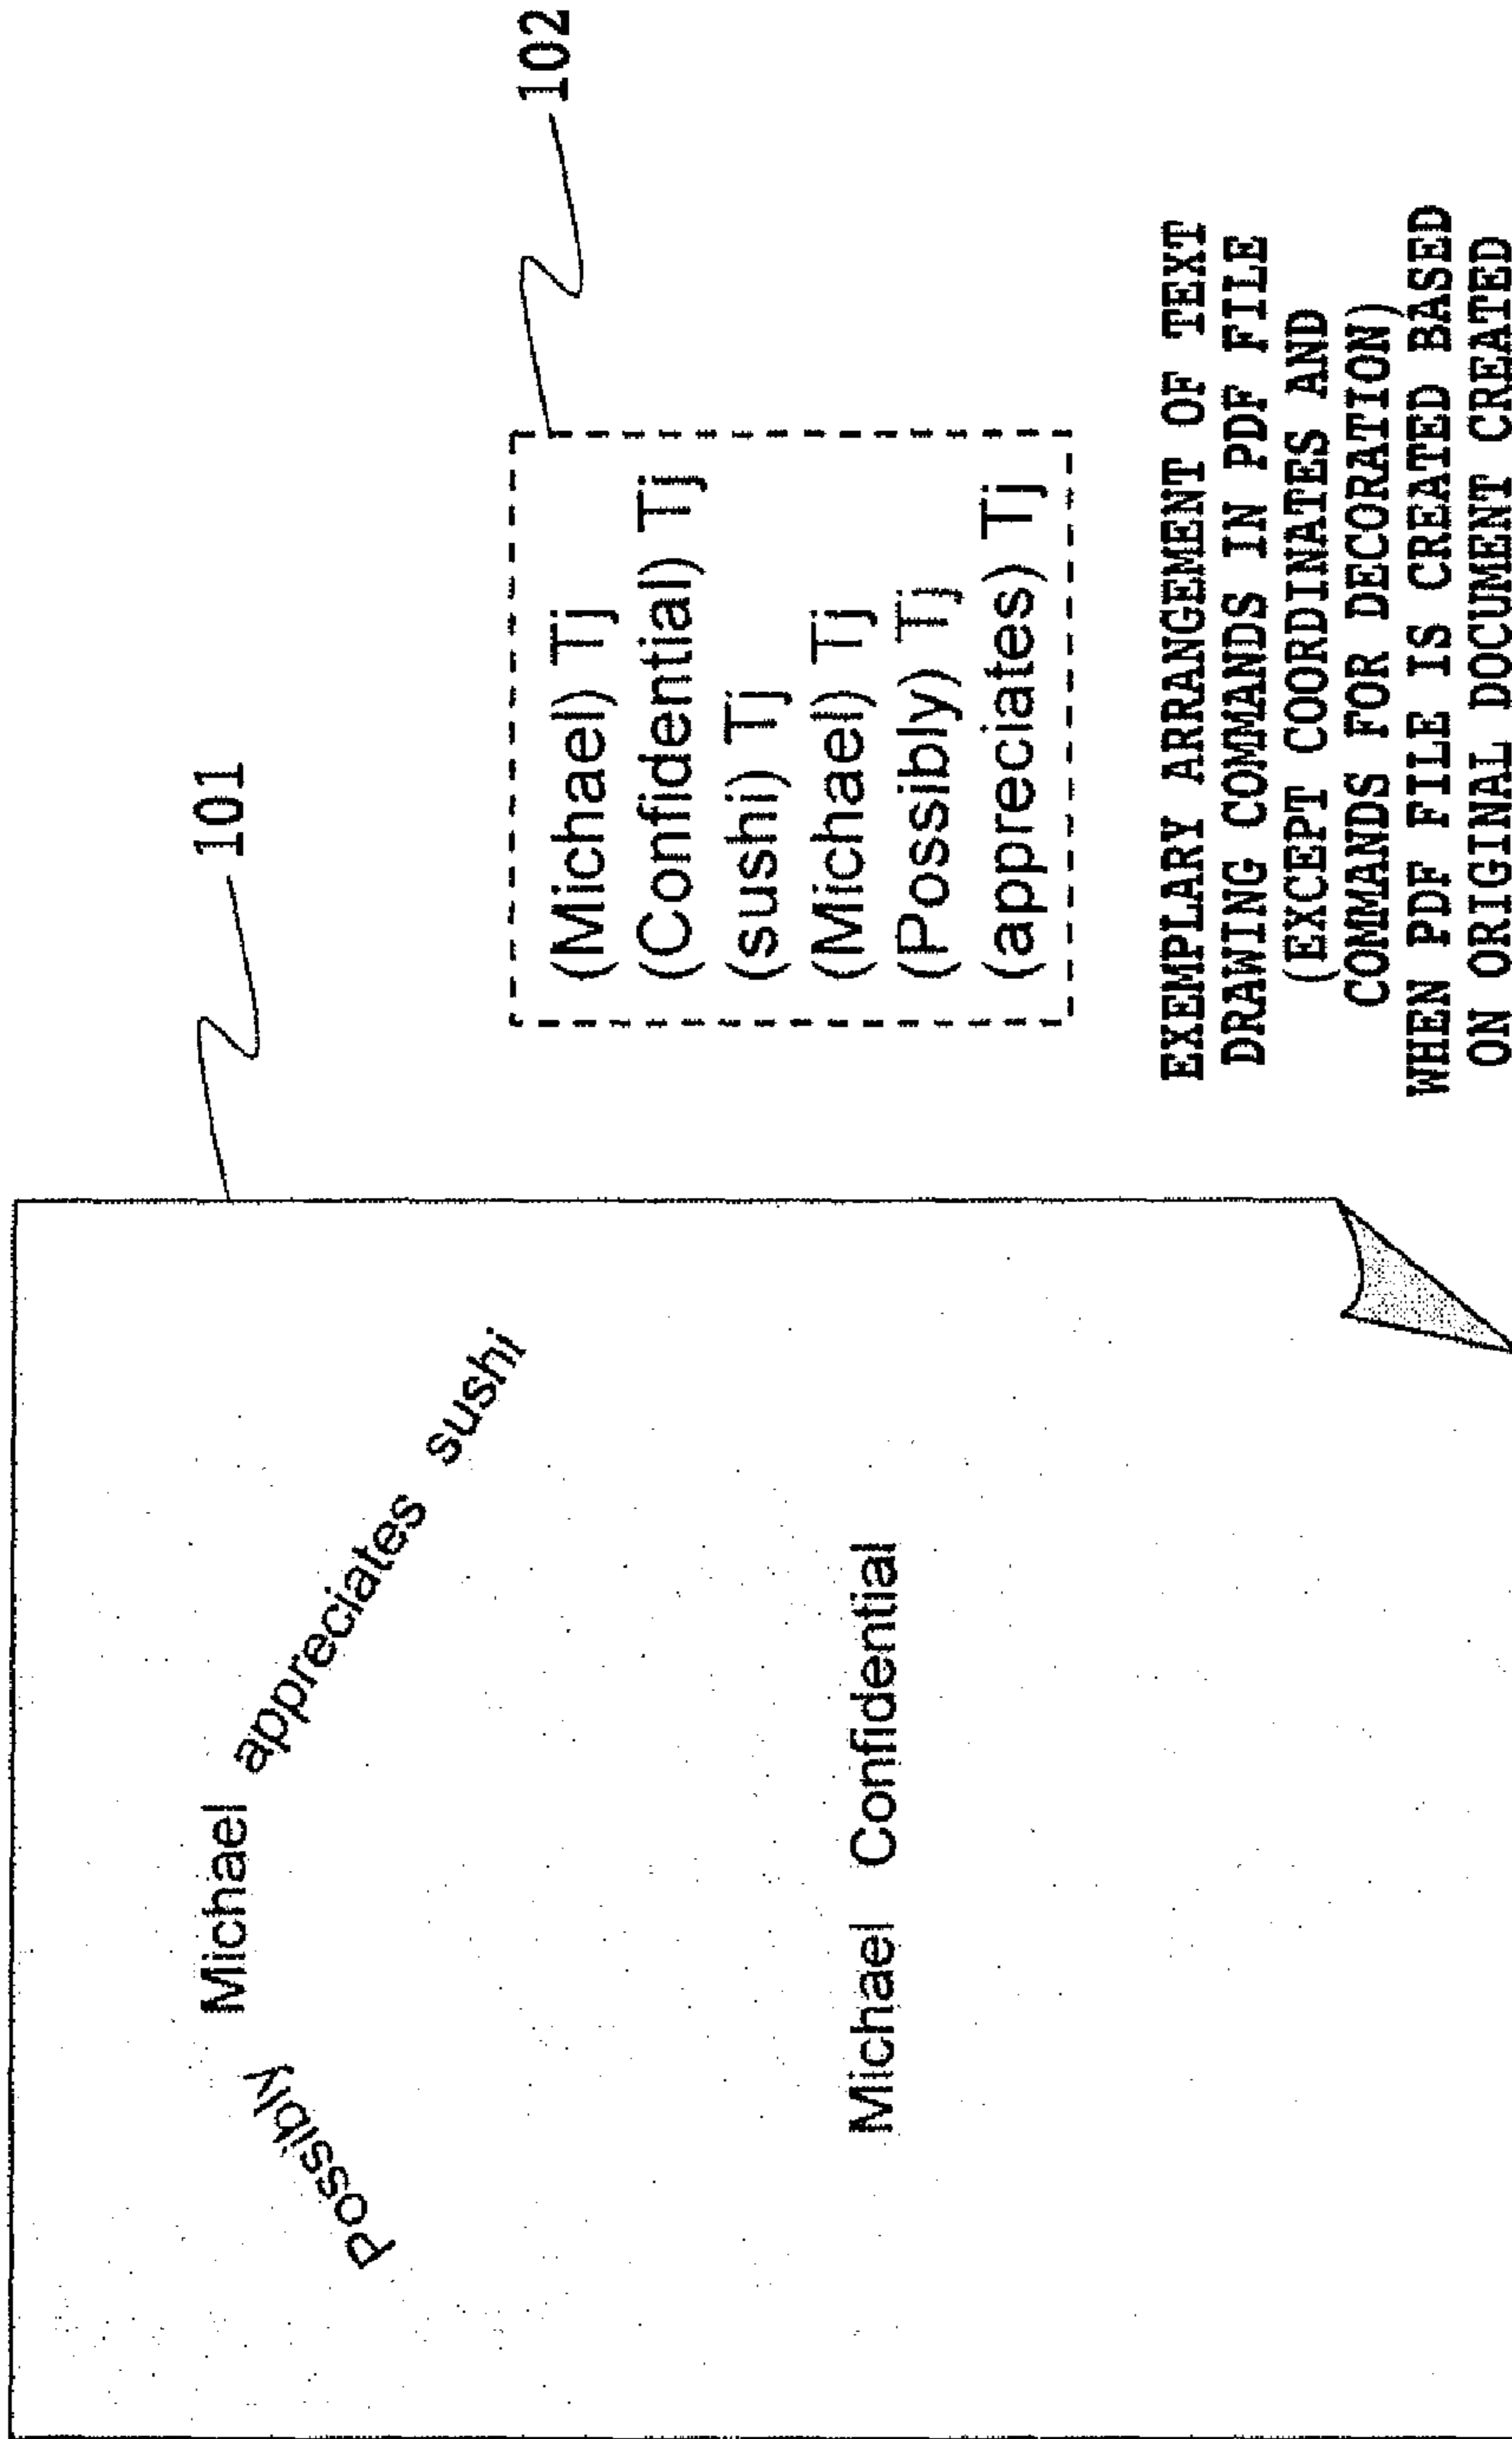 101
Possibly Michael appreciates sushi
Michael Confidential
102
(Michael) Tj
(Confidential) Tj
(sushi) Tj
(Michael) Tj
(Possibly) Tj
(appreciates) Tj
EXEMPLARY ARRANGEMENT OF TEXT
DRAWING COMMANDS IN PDF FILE
(EXCEPT COORDINATES AND
COMMANDS FOR DECORATION)
WHEN PDF FILE IS CREATED BASED
ON ORIGINAL DOCUMENT CREATED